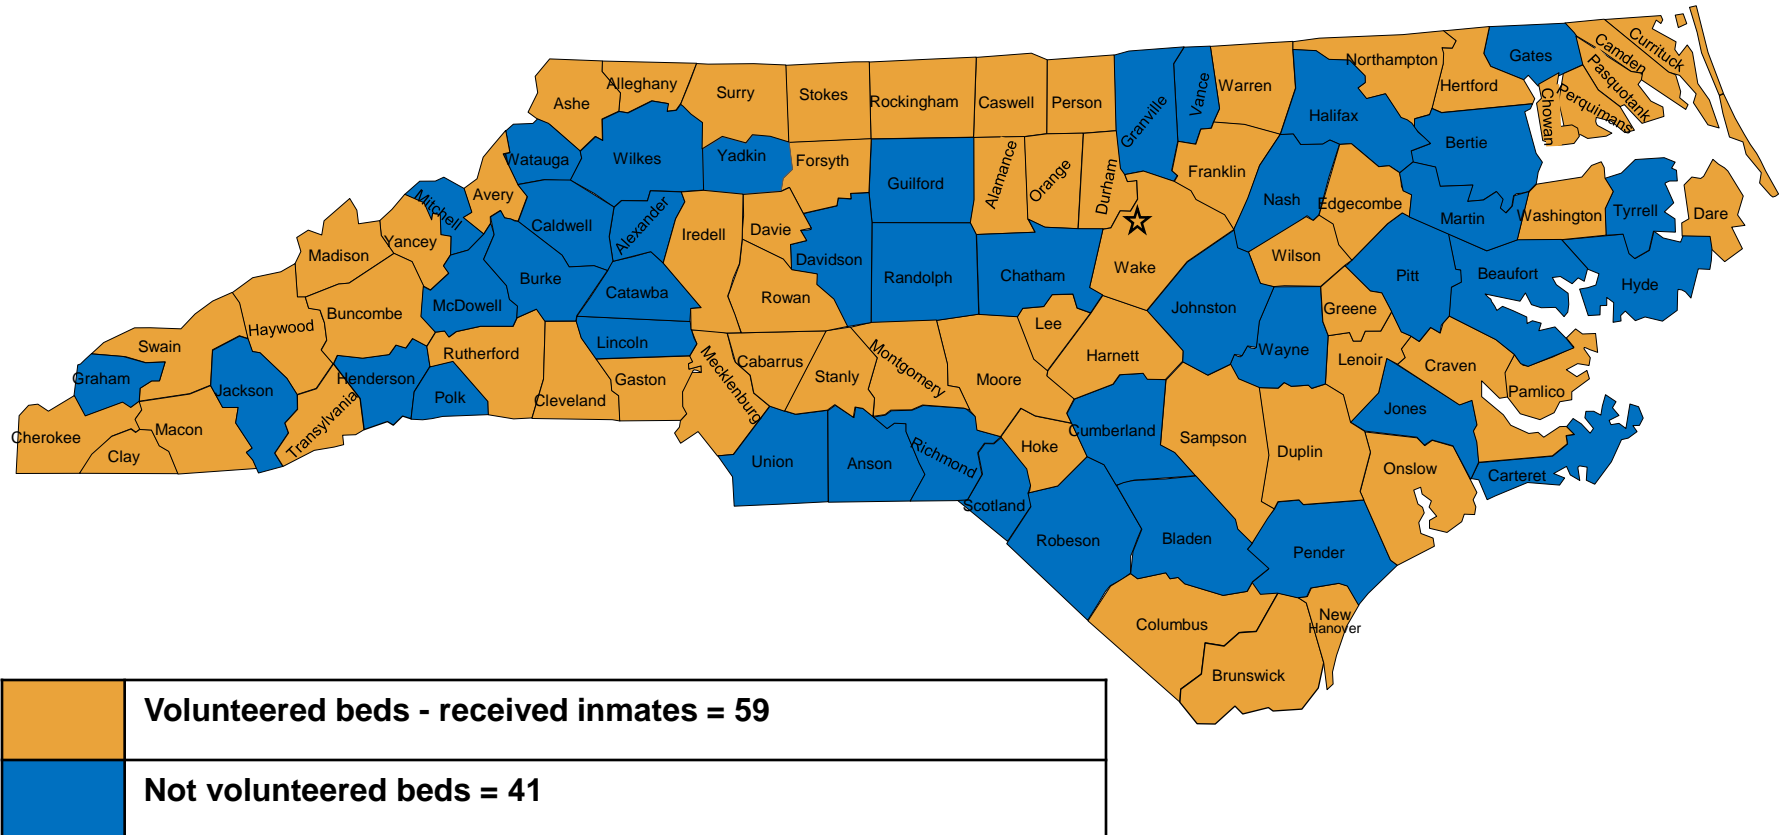 Ashe
Alleghany
Surry
Stokes
Rockingham
Caswell
Person
Granville
Vance
Warren
Northampton
Halifax
Hertford
Gates
Camden
Currituck
Pasquotank
Perquimans
Chowan
Bertie
Watauga
Wilkes
Yadkin
Forsyth
Guilford
Alamance
Orange
Durham
Franklin
Nash
Edgecombe
Martin
Washington
Tyrrell
Dare
Mitchell
Avery
Caldwell
Alexander
Iredell
Davie
Davidson
Randolph
Chatham
Wake
Wilson
Pitt
Beaufort
Hyde
Madison
Yancey
McDowell
Burke
Catawba
Rowan
Johnston
Greene
Wayne
Lenoir
Craven
Pamlico
Swain
Haywood
Buncombe
Rutherford
Lincoln
Mecklenburg
Cabarrus
Stanly
Montgomery
Moore
Lee
Harnett
Graham
Jackson
Henderson
Polk
Cleveland
Gaston
Cherokee
Macon
Clay
Transylvania
Union
Anson
Richmond
Scotland
Hoke
Cumberland
Sampson
Duplin
Jones
Onslow
Carteret
Robeson
Bladen
Pender
Columbus
New
Hanover
Brunswick
Volunteered beds - received inmates = 59
Not volunteered beds = 41